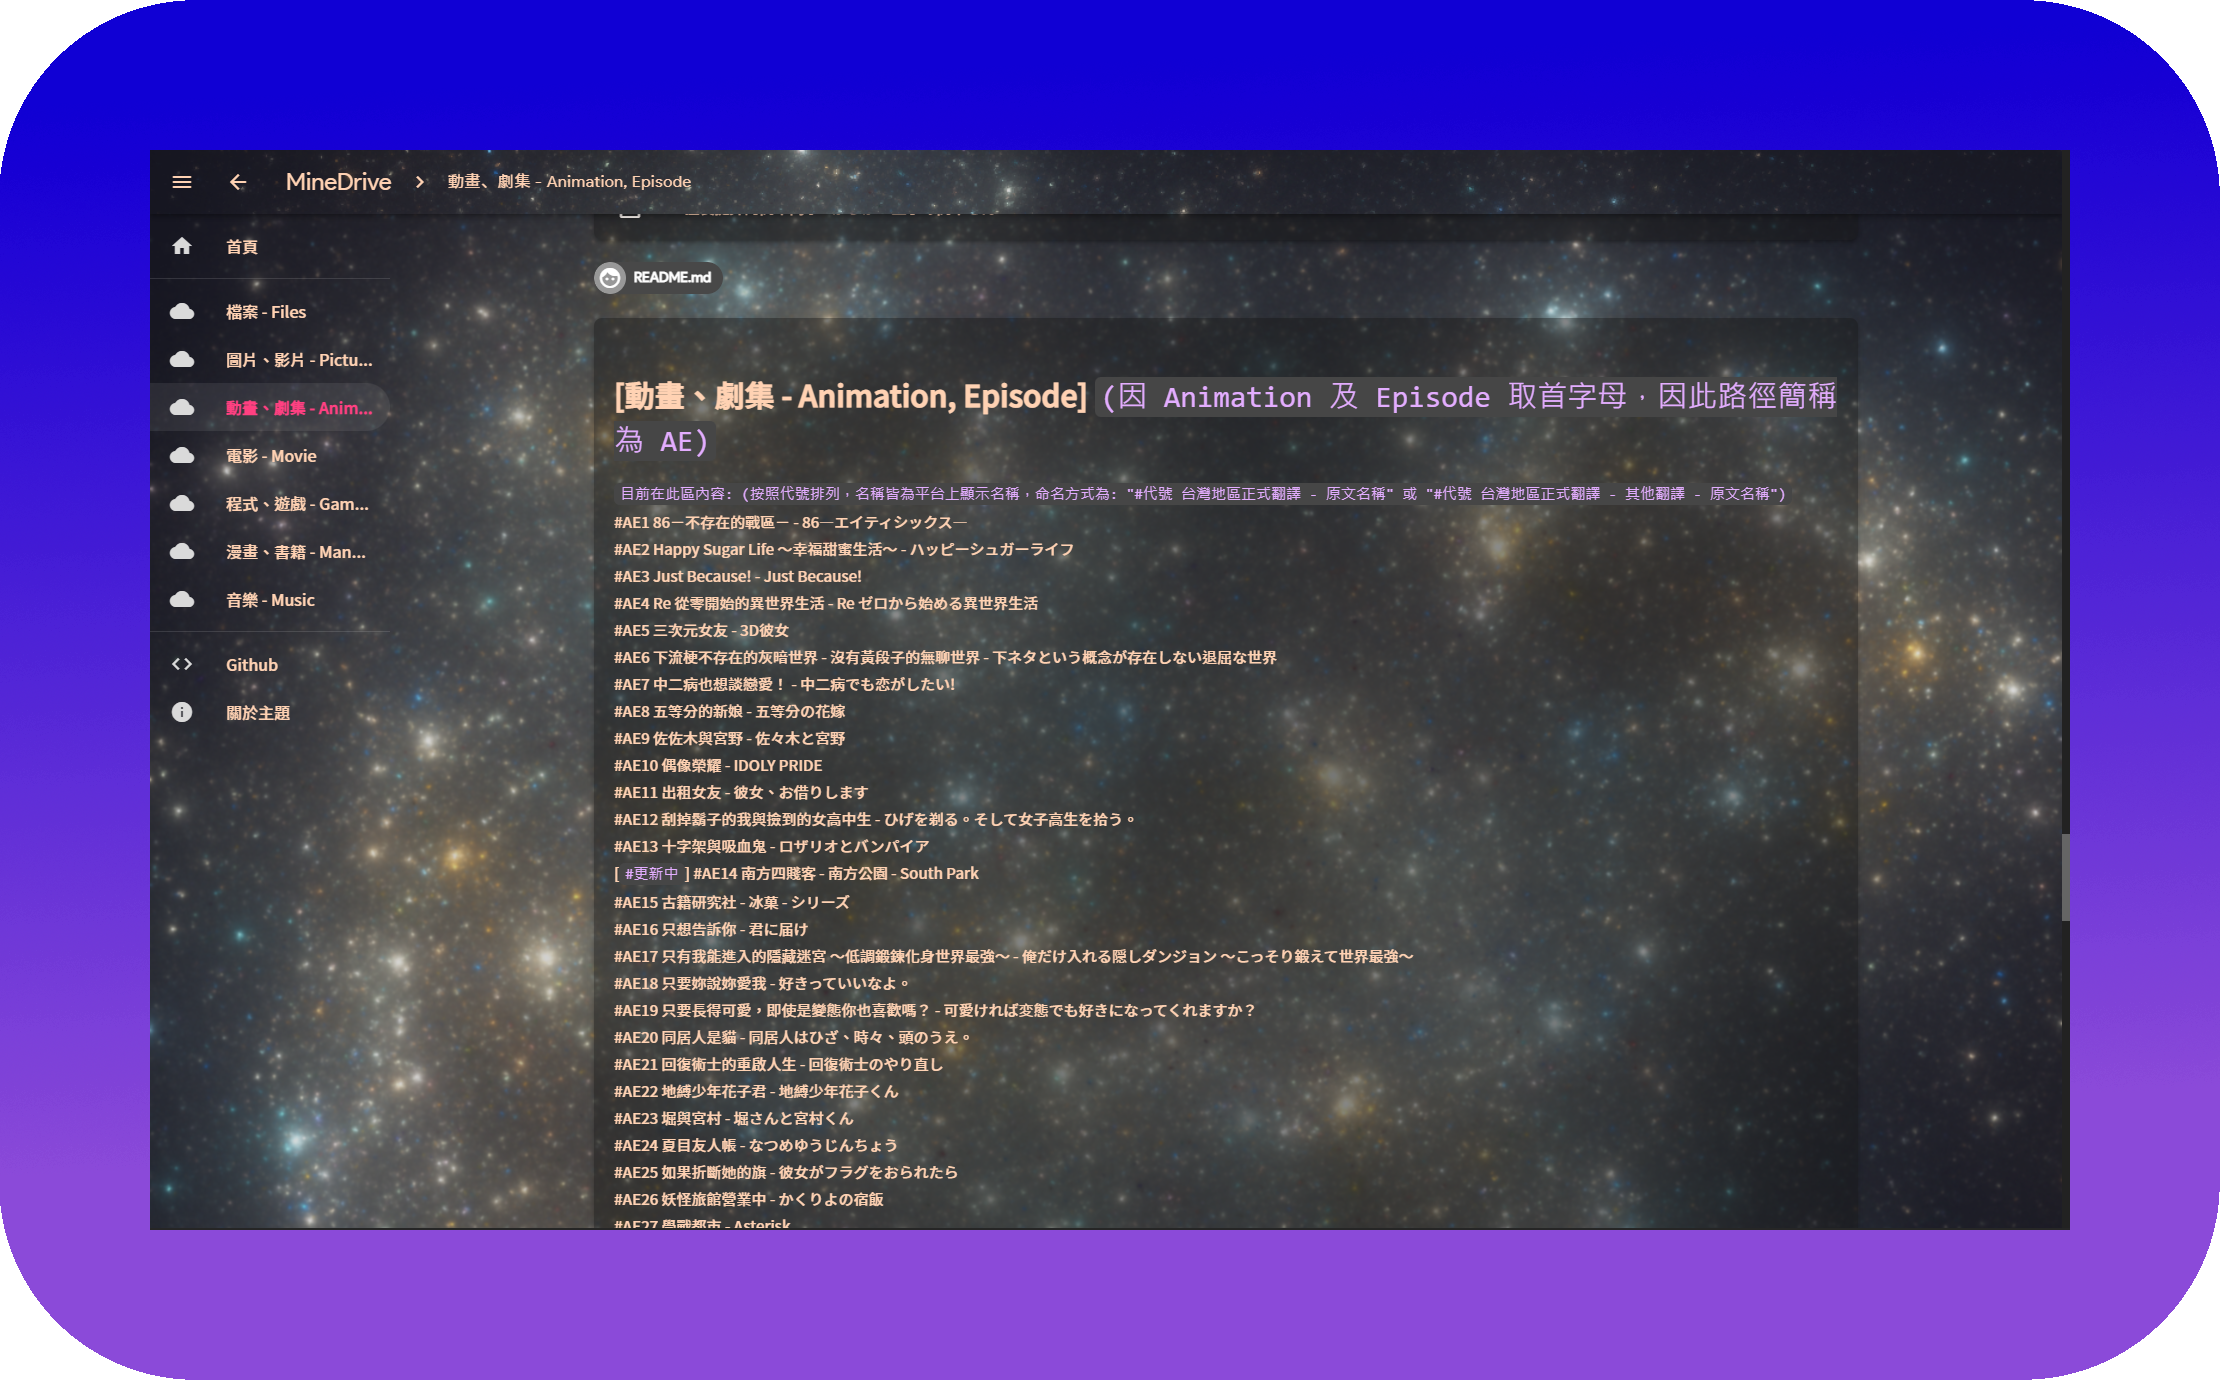 MineDrive
動畫、劇集 - Animation, Episode
首頁
檔案 - Files
圖片、影片 - Pictu...
動畫、劇集 - Anim...
電影 - Movie
程式、遊戲 - Gam...
漫畫、書籍 - Man...
音樂 - Music
Github
關於主題
README.md
[動畫、劇集 - Animation, Episode] (因 Animation 及 Episode 取首字母，因此路徑簡稱
為 AE)
目前在此區內容: (按照代號排列，名稱皆為平台上顯示名稱，命名方式為: "#代號 台灣地區正式翻譯 - 原文名稱" 或 "#代號 台灣地區正式翻譯 - 其他翻譯 - 原文名稱")
#AE1 86－不存在的戰區－ - 86―エイティシックス―
#AE2 Happy Sugar Life ～幸福甜蜜生活～ - ハッピーシュガーライフ
#AE3 Just Because! - Just Because!
#AE4 Re 從零開始的異世界生活 - Re ゼロから始める異世界生活
#AE5 三次元女友 - 3D彼女
#AE6 下流梗不存在的灰暗世界 - 沒有黃段子的無聊世界 - 下ネタという概念が存在しない退屈な世界
#AE7 中二病也想談戀愛！ - 中二病でも恋がしたい!
#AE8 五等分的新娘 - 五等分の花嫁
#AE9 佐佐木與宮野 - 佐々木と宮野
#AE10 偶像榮耀 - IDOLY PRIDE
#AE11 出租女友 - 彼女、お借りします
#AE12 刮掉鬍子的我與撿到的女高中生 - ひげを剃る。そして女子高生を拾う。
#AE13 十字架與吸血鬼 - ロザリオとバンパイア
[ #更新中 ] #AE14 南方四賤客 - 南方公園 - South Park
#AE15 古籍研究社 - 冰菓 - シリーズ
#AE16 只想告訴你 - 君に届け
#AE17 只有我能進入的隱藏迷宮 ～低調鍛鍊化身世界最強～ - 俺だけ入れる隠しダンジョン ～こっそり鍛えて世界最強～
#AE18 只要妳說妳愛我 - 好きっていいなよ。
#AE19 只要長得可愛，即使是變態你也喜歡嗎？ - 可愛ければ変態でも好きになってくれますか？
#AE20 同居人是貓 - 同居人はひざ、時々、頭のうえ。
#AE21 回復術士的重啟人生 - 回復術士のやり直し
#AE22 地縛少年花子君 - 地縛少年花子くん
#AE23 堀與宮村 - 堀さんと宮村くん
#AE24 夏目友人帳 - なつめゆうじんちょう
#AE25 如果折斷她的旗 - 彼女がフラグをおられたら
#AE26 妖怪旅館營業中 - かくりよの宿飯
#AE27 學戰都市 - Asterisk